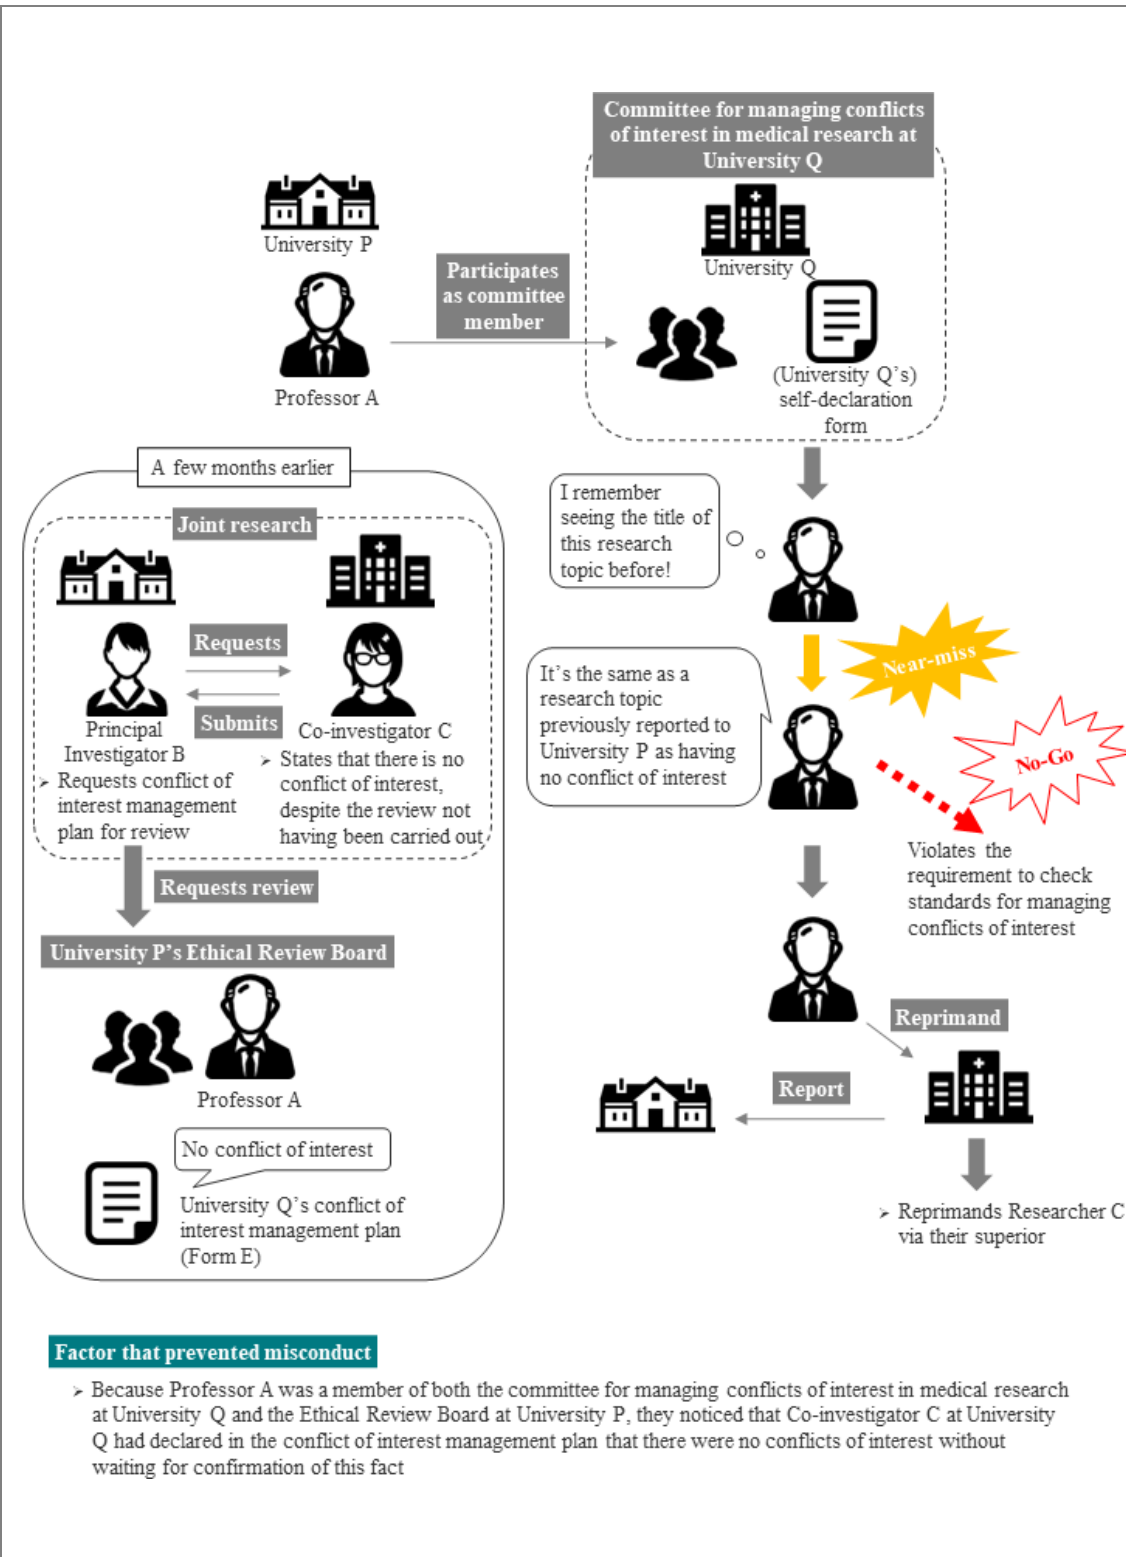 Committee for managing conflicts
of interest in medical research at
University Q
University P
University Q
Participates
as committee
member
Professor A
(University Q’s)
self-declaration
form
A few months earlier
Joint research
Requests
Submits
Principal
Investigator B
➢ Requests conflict of
interest management
plan for review
Co-investigator C
➢ States that there is no
conflict of interest,
despite the review not
having been carried out
Requests review
University P’s Ethical Review Board
Professor A
No conflict of interest
University Q’s conflict of
interest management plan
(Form E)
I remember
seeing the title of
this research
topic before!
Near-miss
It’s the same as a
research topic
previously reported to
University P as having
no conflict of interest
No-Go
Violates the
requirement to check
standards for managing
conflicts of interest
Reprimand
Report
➢ Reprimands Researcher C
via their superior
Factor that prevented misconduct
➢ Because Professor A was a member of both the committee for managing conflicts of interest in medical research
at University Q and the Ethical Review Board at University P, they noticed that Co-investigator C at University
Q had declared in the conflict of interest management plan that there were no conflicts of interest without
waiting for confirmation of this fact